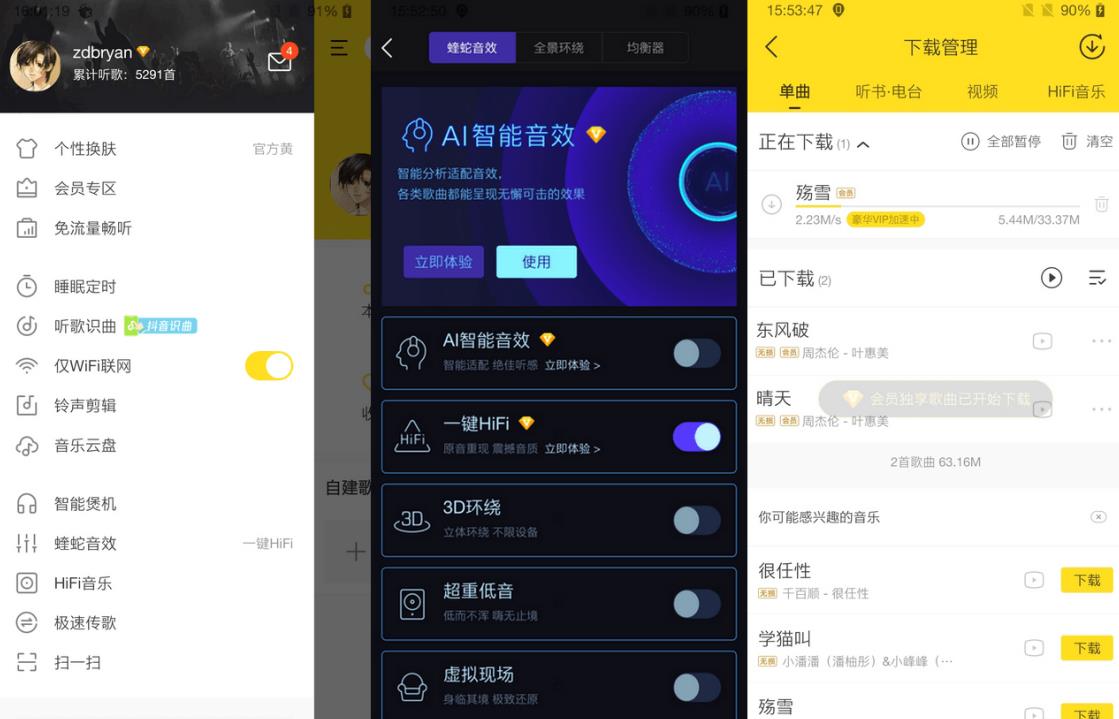 16:01:19
91%
zdbryan
4
累计听歌：5291首
个性换肤
官方黄
会员专区
免流量畅听
睡眠定时
听歌识曲
抖音识曲
仅WiFi联网
铃声剪辑
音乐云盘
智能煲机
蝰蛇音效
一键HiFi
HiFi音乐
极速传歌
扫一扫
本
收
自建歌
15:52:50
90%
蝰蛇音效
全景环绕
均衡器
AI智能音效
智能分析适配音效，
各类歌曲都能呈现无懈可击的效果
AI
立即体验
使用
AI智能音效
智能适配 绝佳听感 立即体验 >
HiFi
一键HiFi
原音重现 震撼音质 立即体验 >
3D
3D环绕
立体环绕 不限设备
超重低音
低而不浑 嗨无止境
虚拟现场
身临其境 极致还原
15:53:47
90%
下载管理
单曲
听书·电台
视频
HiFi音乐
正在下载(1)
全部暂停
清空
殇雪 会员
2.23M/s 豪华VIP加速中
5.44M/33.37M
已下载(2)
东风破
无损 会员 周杰伦 - 叶惠美
晴天
会员独享歌曲已开始下载
无损 会员 周杰伦 - 叶惠美
2首歌曲 63.16M
你可能感兴趣的音乐
很任性
无损 千百顺 - 很任性
下载
学猫叫
无损 小潘潘（潘柚彤）&小峰峰（···
下载
殇雪
下载